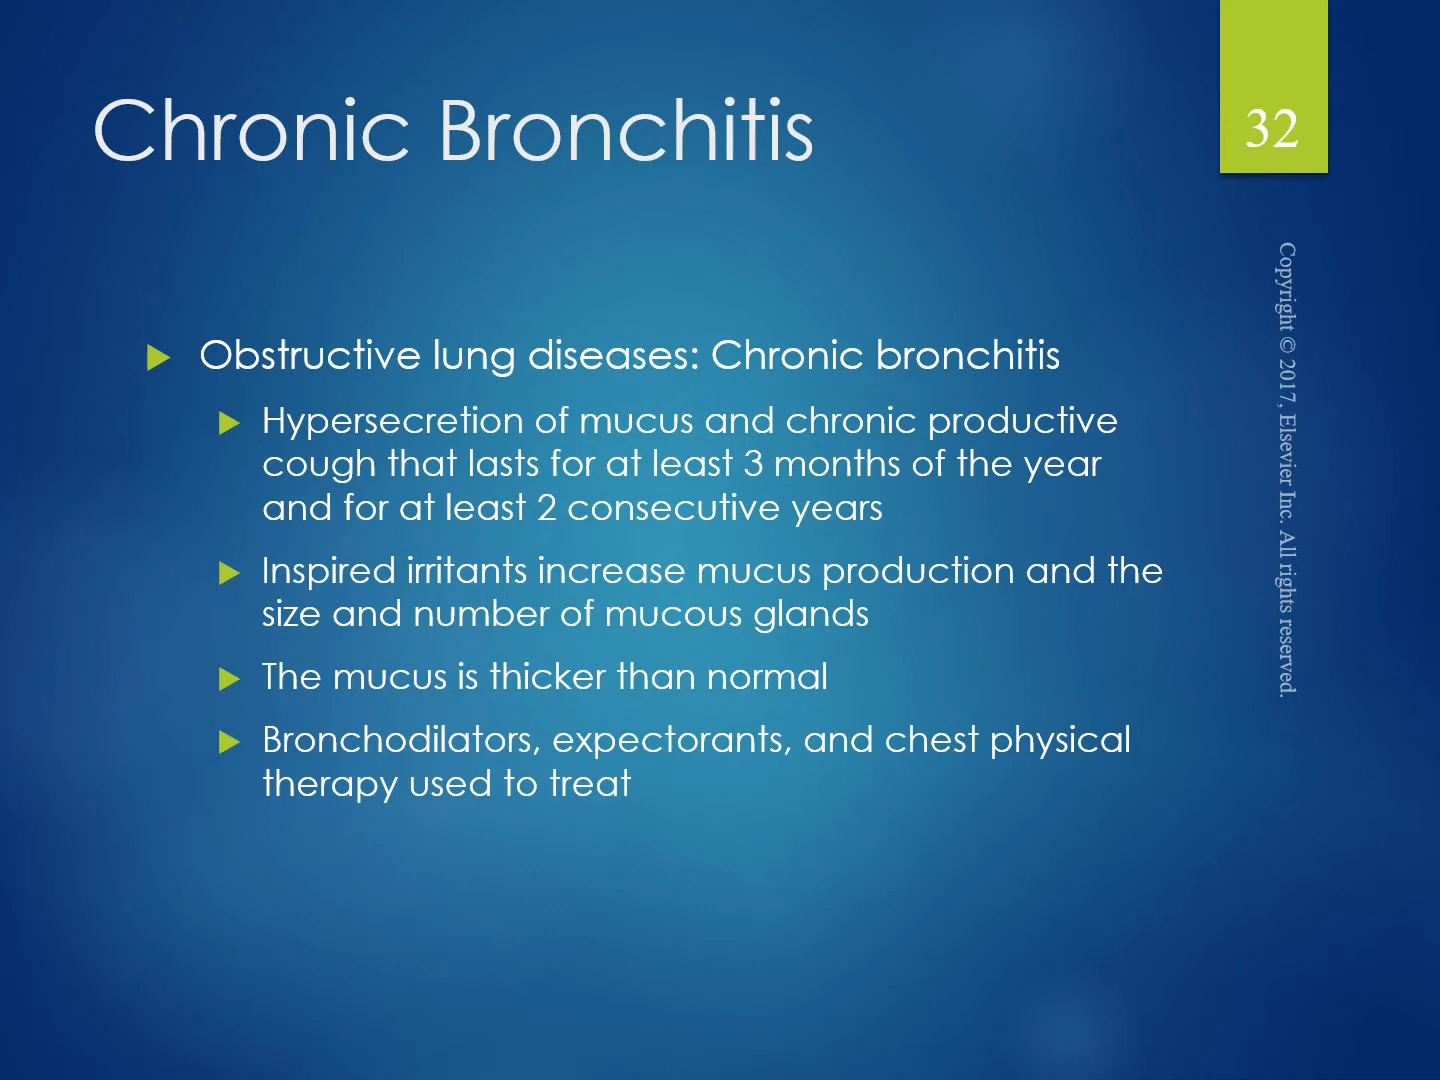 Chronic Bronchitis
32
Obstructive lung diseases: Chronic bronchitis
Hypersecretion of mucus and chronic productive
cough that lasts for at least 3 months of the year
and for at least 2 consecutive years
Inspired irritants increase mucus production and the
size and number of mucous glands
The mucus is thicker than normal
Bronchodilators, expectorants, and chest physical
therapy used to treat
Copyright © 2017, Elsevier Inc. All rights reserved.